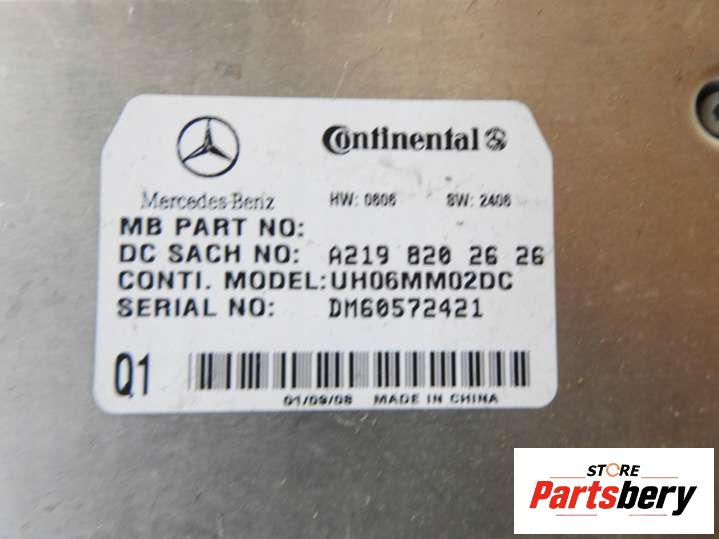 Continental
Mercedes-Benz HW: 0606 SW: 2406
MB PART NO:
DC SACH NO: A219 820 26 26
CONTI. MODEL: UH06MM02DC
SERIAL NO: DM60572421
Q1
01/09/08 MADE IN CHINA
STORE
Partsbery